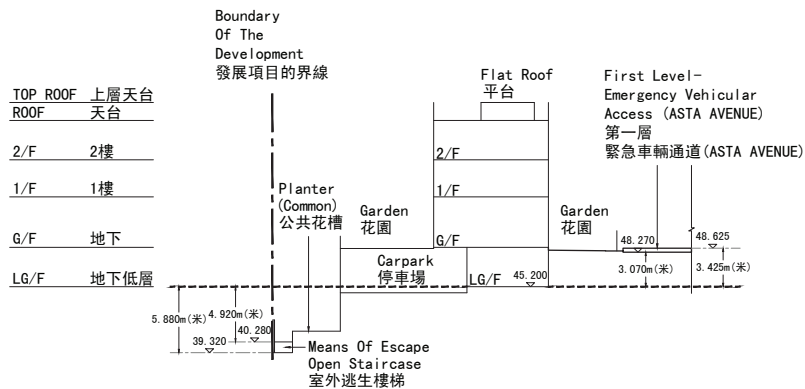 Boundary
Of The
Development
發展項目的界線
TOP ROOF 上層天台
ROOF 天台
2/F 2樓
1/F 1樓
G/F 地下
LG/F 地下低層
Flat Roof
平台
First Level-
Emergency Vehicular
Access (ASTA AVENUE)
第一層
緊急車輛通道(ASTA AVENUE)
2/F
1/F
Planter
(Common)
公共花槽
Garden
花園
Garden
花園
G/F
Carpark
停車場
LG/F
45.200
48.270
48.625
3.070m(米)
3.425m(米)
5.880m(米)
4.920m(米)
40.280
39.320
Means Of Escape
Open Staircase
室外逃生樓梯